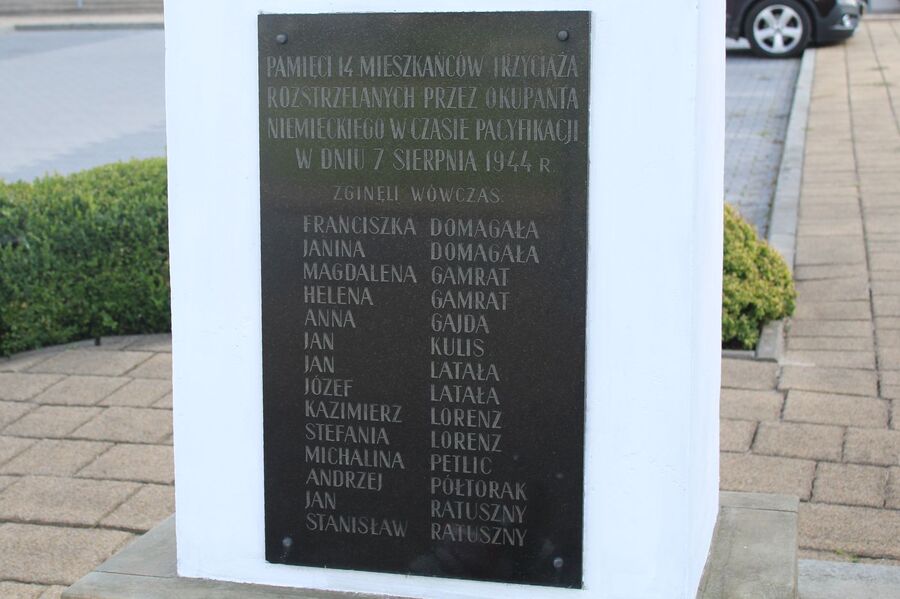 PAMIĘCI 14 MIESZKAŃCÓW TRZYCIĄŻA
ROZSTRZELANYCH PRZEZ OKUPANTA
NIEMIECKIEGO W CZASIE PACYFIKACJI
W DNIU 7 SIERPNIA 1944 R.
ZGINĘLI WÓWCZAS:
FRANCISZKA DOMAGAŁA
JANINA DOMAGAŁA
MAGDALENA GAMRAT
HELENA GAMRAT
ANNA GAJDA
JAN KULIS
JAN LATAŁA
JÓZEF LATAŁA
KAZIMIERZ LORENZ
STEFANIA LORENZ
MICHALINA PETLIC
ANDRZEJ PÓŁTORAK
JAN RATUSZNY
STANISŁAW RATUSZNY